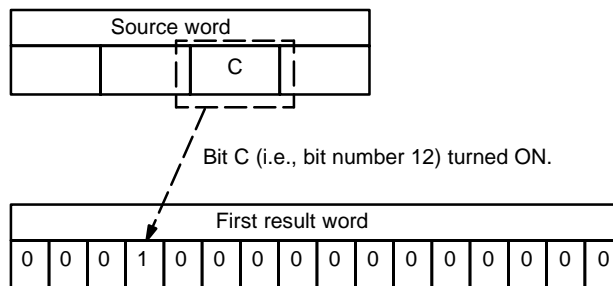 Source word
C
Bit C (i.e., bit number 12) turned ON.
First result word
0 0 0 1 0 0 0 0 0 0 0 0 0 0 0 0